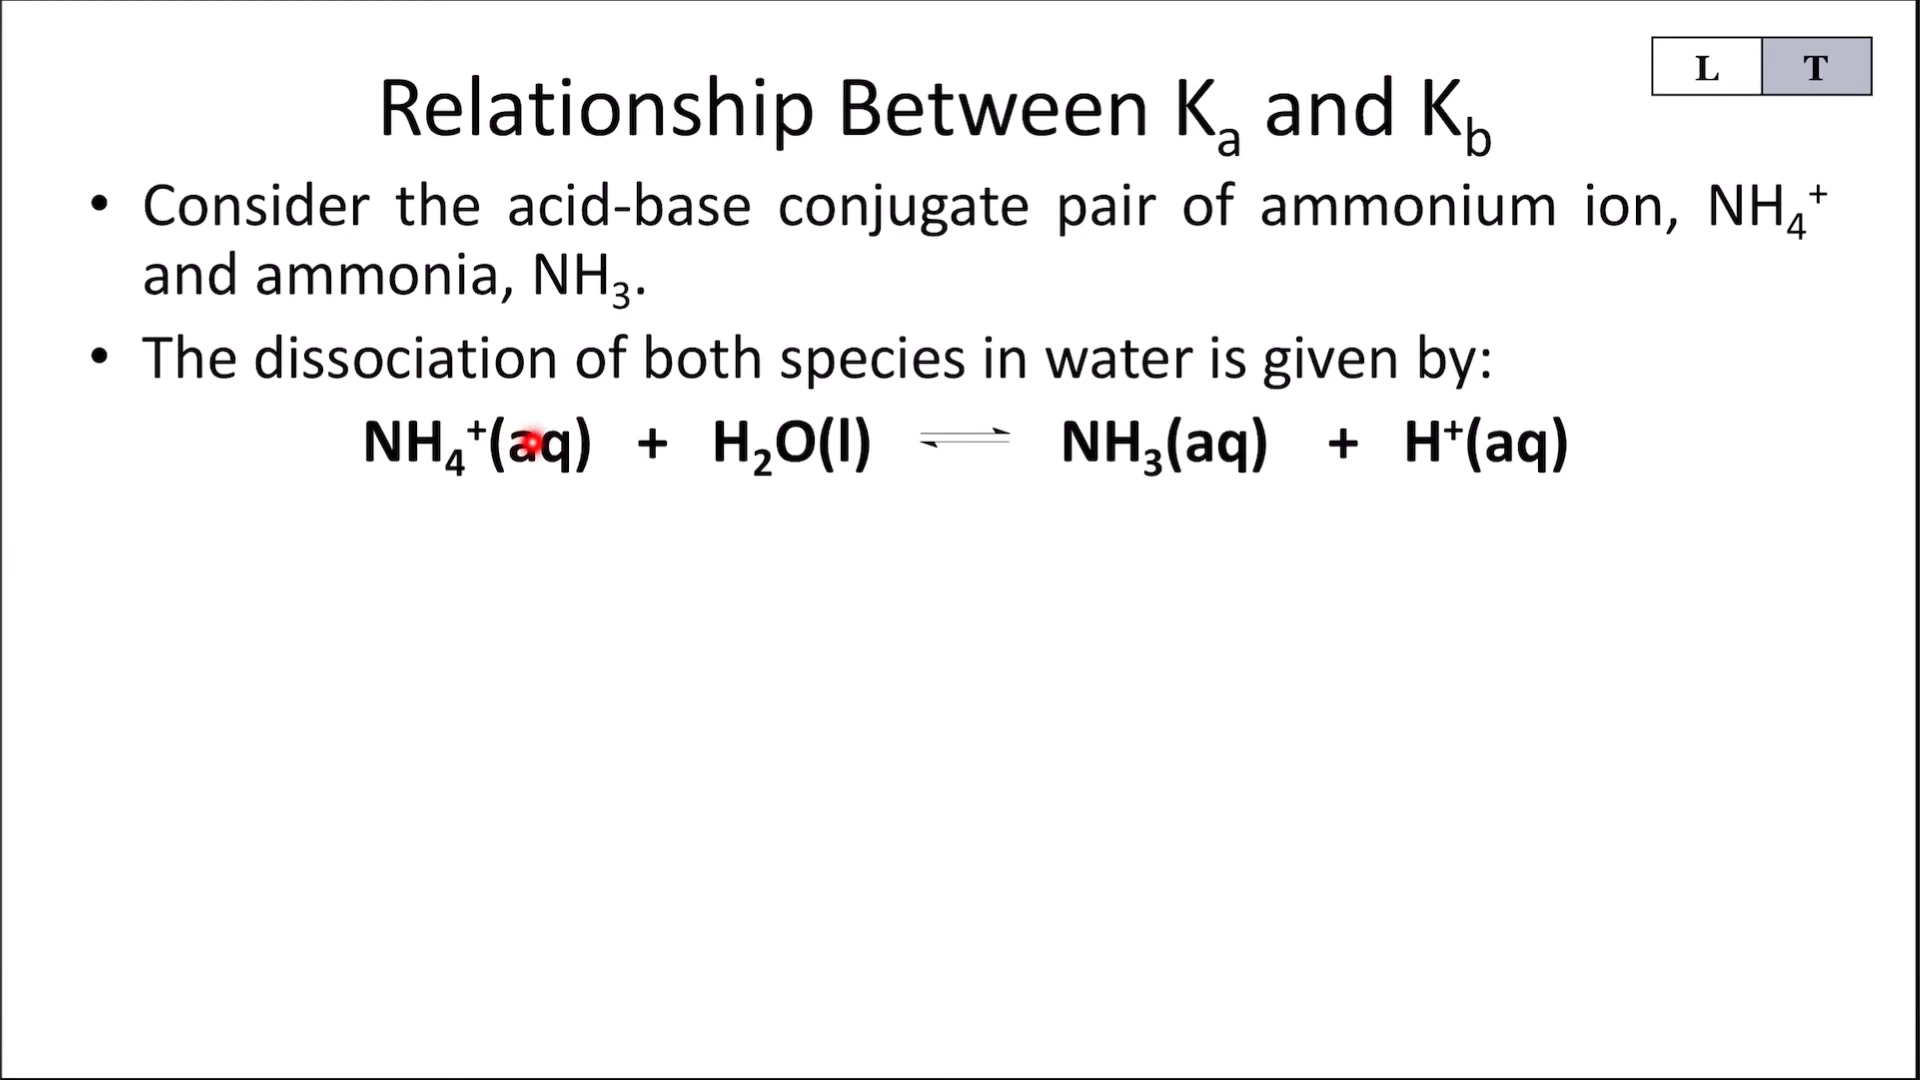 L T
Relationship Between Kₐ and K_b
• Consider the acid-base conjugate pair of ammonium ion, NH₄⁺
and ammonia, NH₃.
• The dissociation of both species in water is given by:
NH₄⁺(aq) + H₂O(l) ⇌ NH₃(aq) + H⁺(aq)